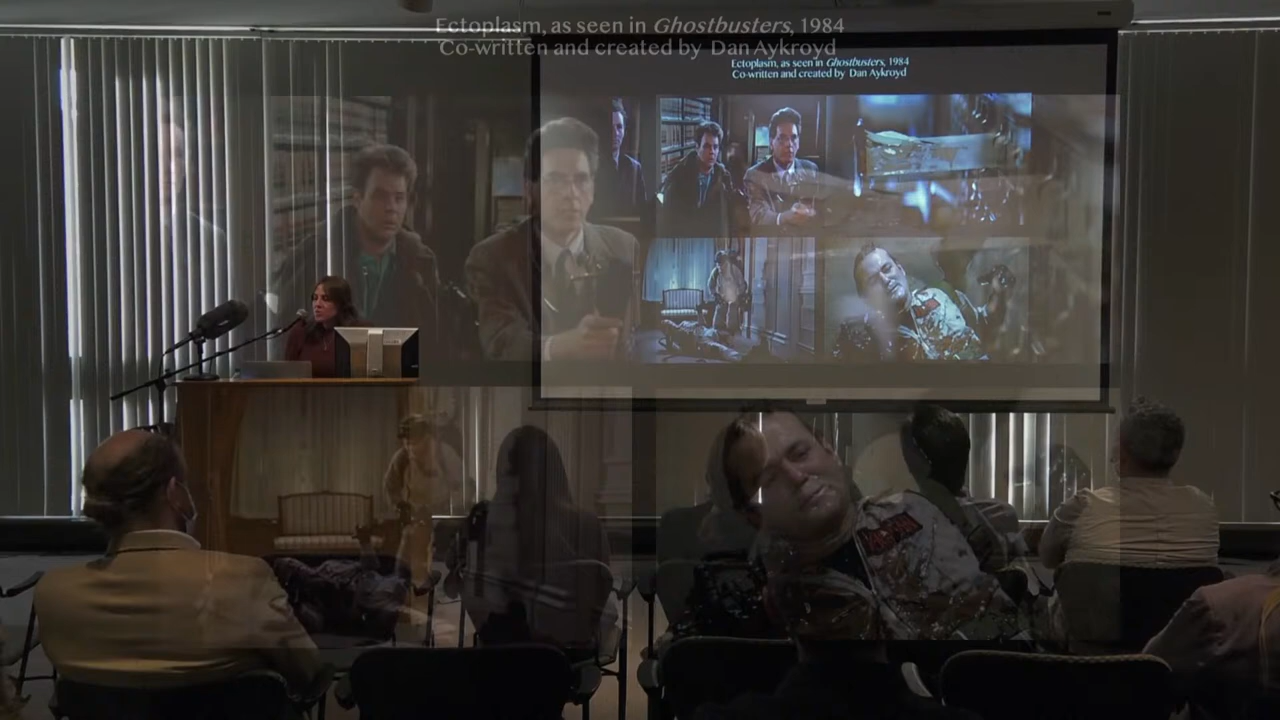 Ectoplasm, as seen in Ghostbusters, 1984
Co-written and created by Dan Aykroyd
Ectoplasm, as seen in Ghostbusters, 1984
Co-written and created by Dan Aykroyd